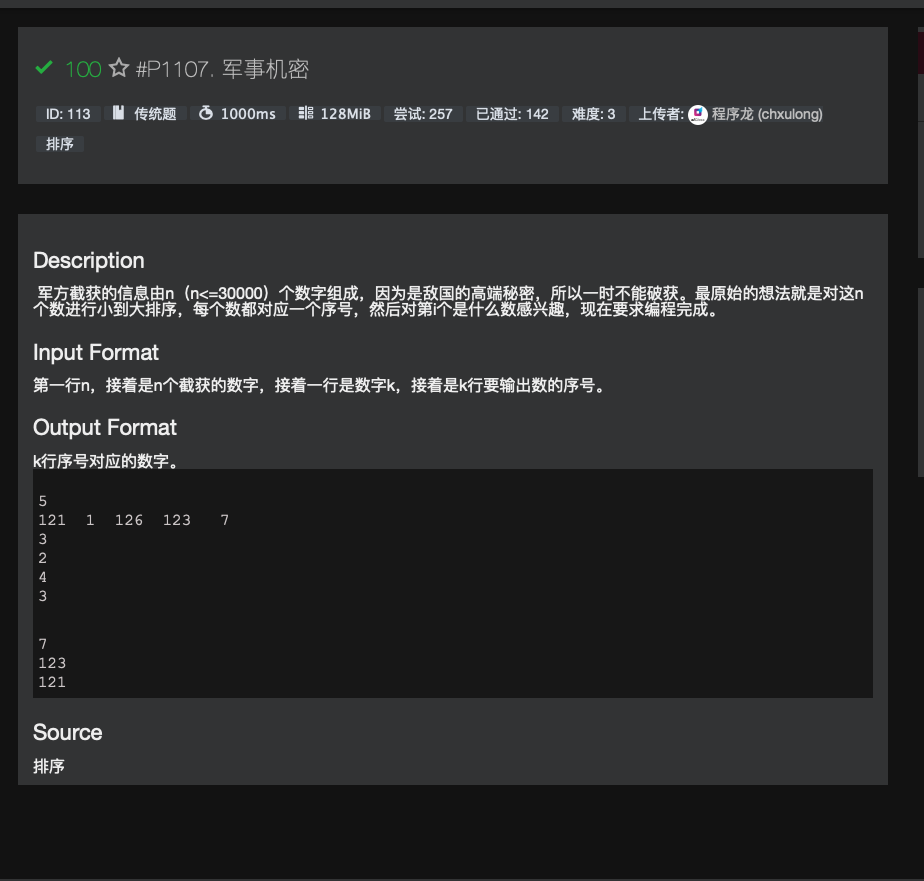 100 #P1107. 军事机密
ID: 113 传统题 1000ms 128MiB 尝试: 257 已通过: 142 难度: 3 上传者: 程序龙 (chxulong)
排序
Description
军方截获的信息由n（n<=30000）个数字组成，因为是敌国的高端秘密，所以一时不能破获。最原始的想法就是对这n
个数进行小到大排序，每个数都对应一个序号，然后对第i个是什么数感兴趣，现在要求编程完成。
Input Format
第一行n，接着是n个截获的数字，接着一行是数字k，接着是k行要输出数的序号。
Output Format
k行序号对应的数字。
5
121 1 126 123 7
3
2
4
3
7
123
121
Source
排序